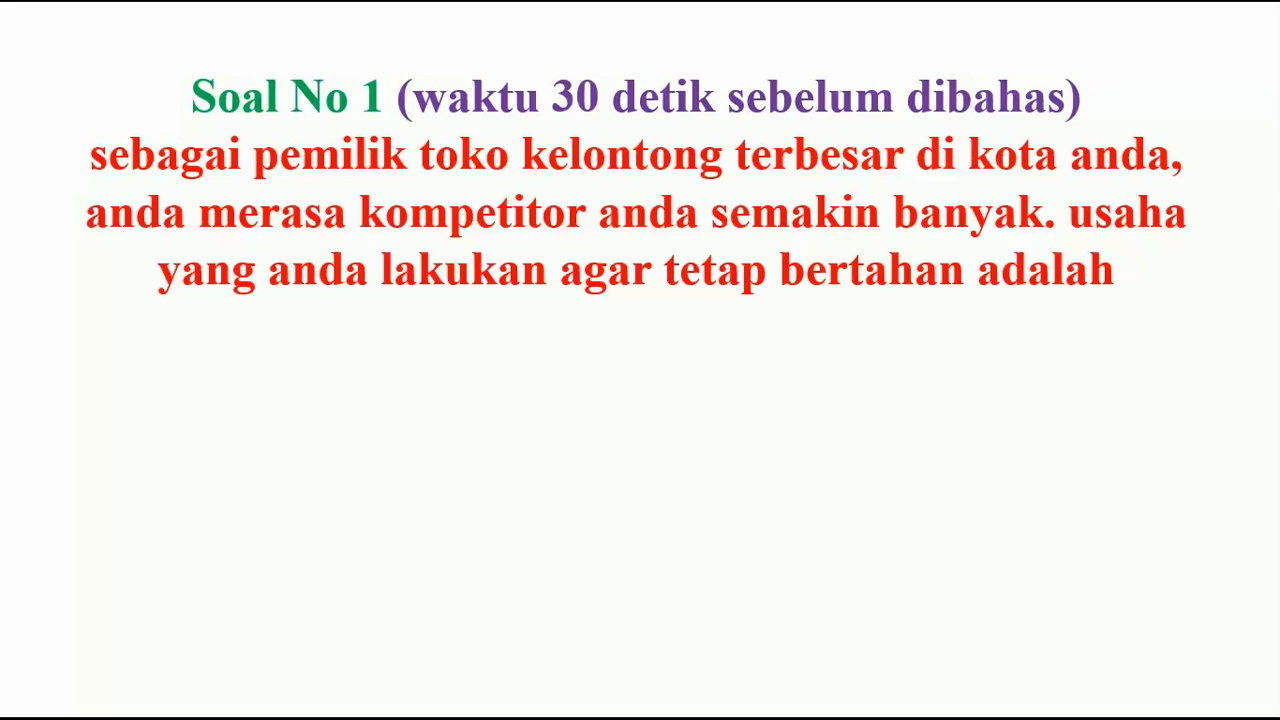 Soal No 1 (waktu 30 detik sebelum dibahas)
sebagai pemilik toko kelontong terbesar di kota anda,
anda merasa kompetitor anda semakin banyak. usaha
yang anda lakukan agar tetap bertahan adalah